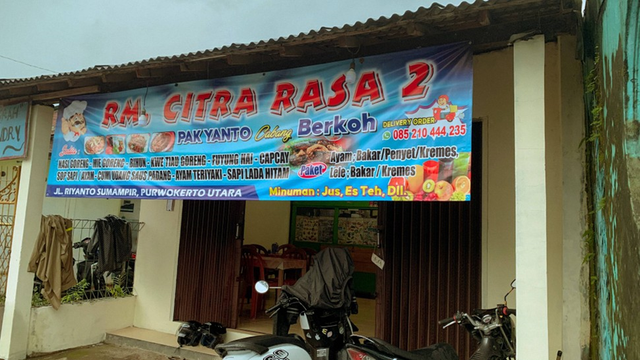 RM. CITRA RASA 2
PAK YANTO Cabang Berkoh
DELIVERY ORDER
085 210 444 235
NASI GORENG - MIE GORENG - BIHUN - KWE TIAU GORENG - FUYUNG HAI - CAPCAY
SOP SAPI - AYAM - CUMI UDANG SAUS PADANG - AYAM TERIYAKI - SAPI LADA HITAM
Paket
Ayam: Bakar/Penyet/Kremes,
Lele: Bakar / Kremes
JL. RIYANTO SUMAMPIR, PURWOKERTO UTARA
Minuman : Jus, Es Teh, Dll.
DRY